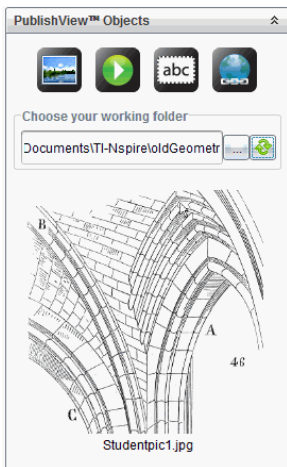 PublishView™ Objects
abc
Choose your working folder
Documents\TI-Nspire\oldGeometr
...
B
A
46
C
Studentpic1.jpg